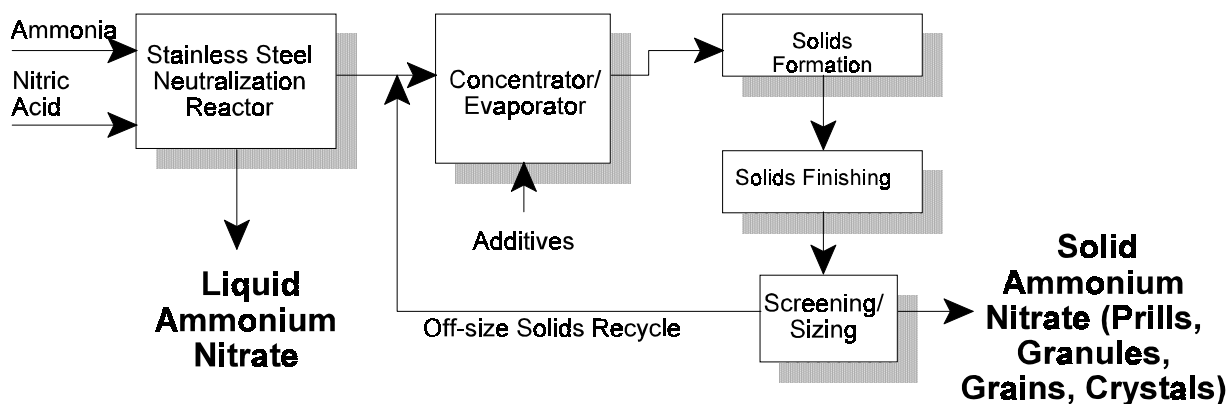 Ammonia
Nitric
Acid
Stainless Steel
Neutralization
Reactor
Concentrator/
Evaporator
Solids
Formation
Solids Finishing
Additives
Liquid
Ammonium
Nitrate
Off-size Solids Recycle
Screening/
Sizing
Solid
Ammonium
Nitrate (Prills,
Granules,
Grains, Crystals)